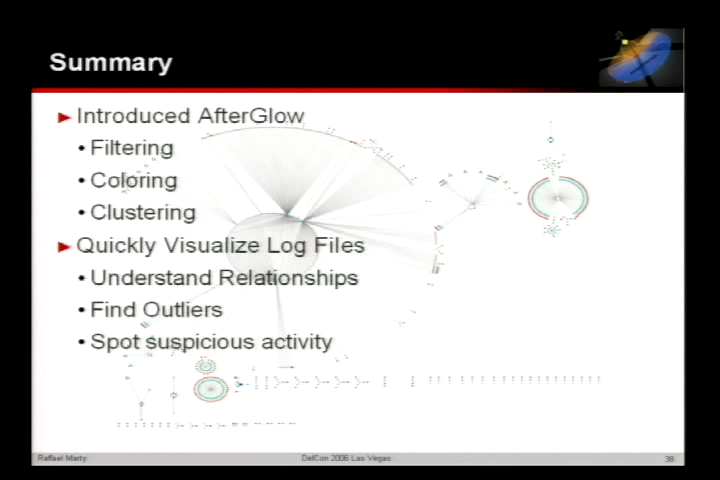 Summary
► Introduced AfterGlow
• Filtering
• Coloring
• Clustering
► Quickly Visualize Log Files
• Understand Relationships
• Find Outliers
• Spot suspicious activity
Raffael Marty DefCon 2006 Las Vegas 38